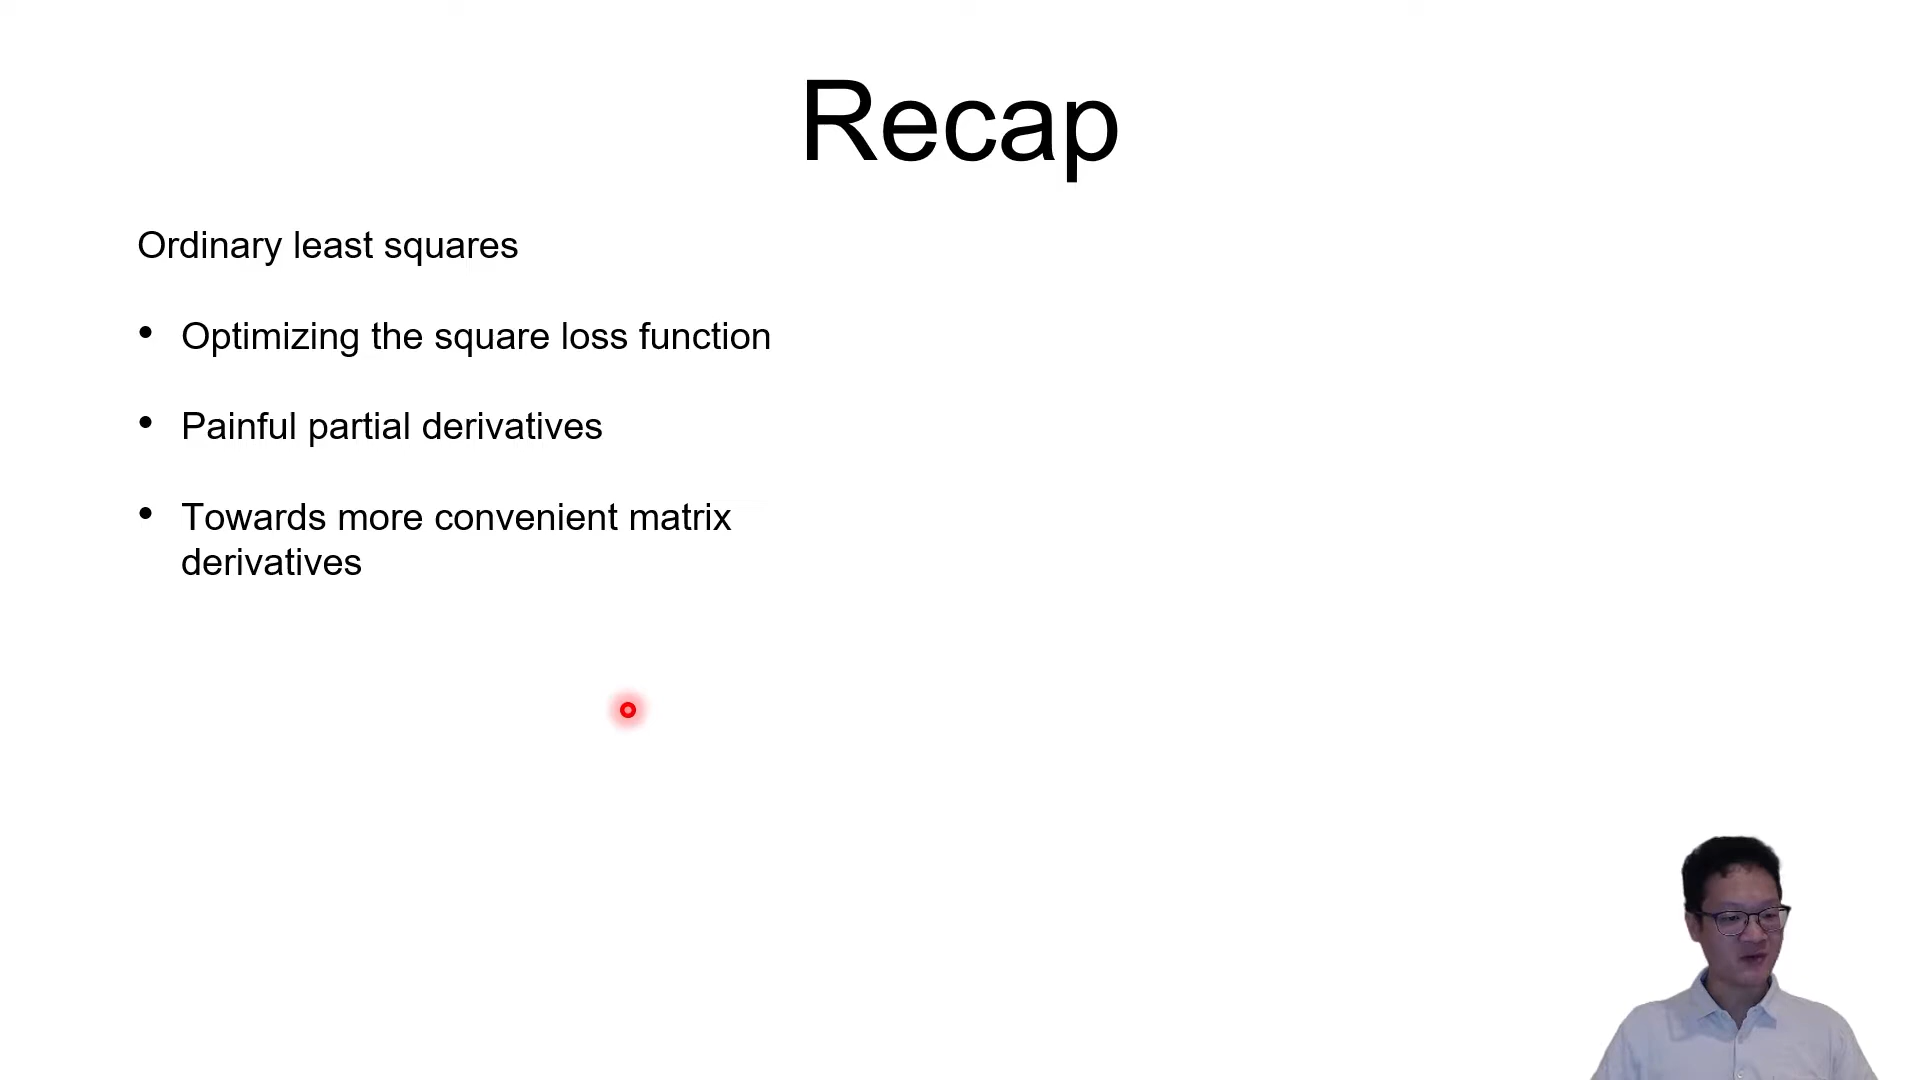 Recap
Ordinary least squares
• Optimizing the square loss function
• Painful partial derivatives
• Towards more convenient matrix
derivatives